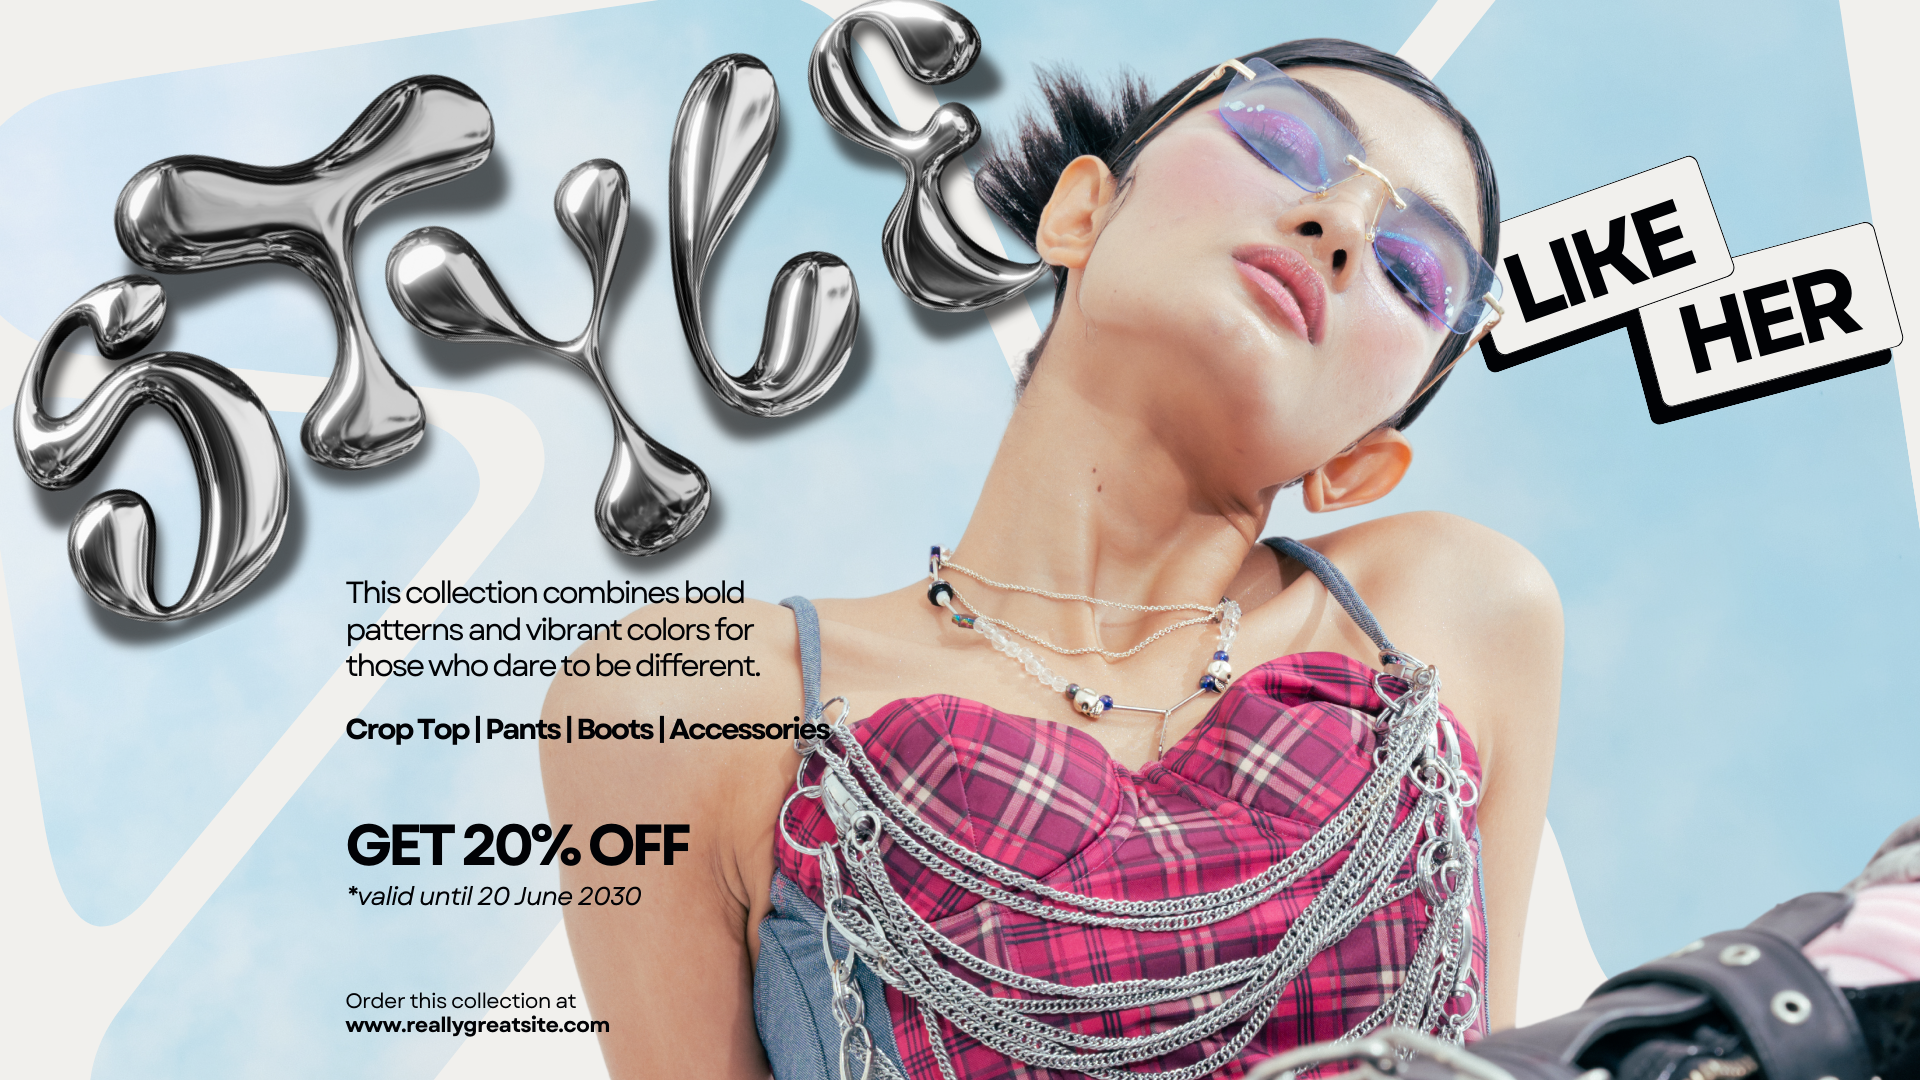 STYLE
LIKE
HER
This collection combines bold
patterns and vibrant colors for
those who dare to be different.
Crop Top | Pants | Boots | Accessories
GET 20% OFF
*valid until 20 June 2030
Order this collection at
www.reallygreatsite.com